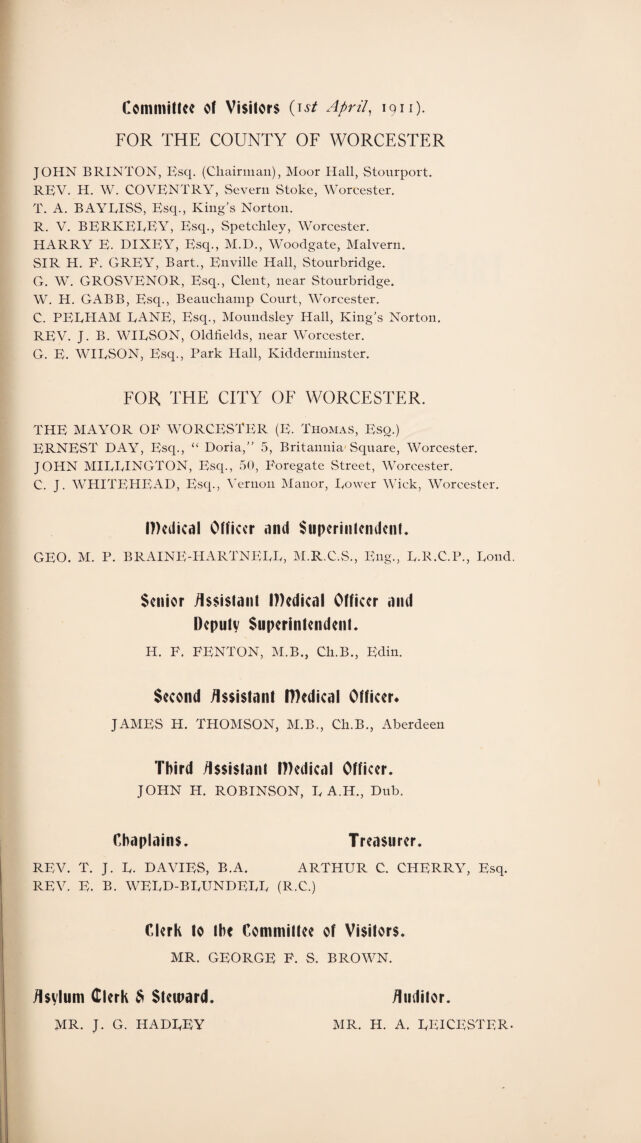 Committee of Visitors (1st April, 1911).
FOR THE COUNTY OF WORCESTER
JOHN BRINTON, Esq. (Chairman), Moor Hall, Stourport.
REV. H. W. COVENTRY, Severn Stoke, Worcester.
T. A. BAYLISS, Esq., King's Norton.
R. V. BERKELEY, Esq., Spetchley, Worcester.
HARRY E. DIXEY, Esq., M.D., Woodgate, Malvern.
SIR H. F. GREY, Bart., Enville Hall, Stourbridge.
G. W. GROSVENOR, Esq., Clent, near Stourbridge.
W. H. GABB, Esq., Beauchamp Court, Worcester.
C. PELHAM LANE, Esq., Moundsley Hall, King's Norton.
REV. J. B. WILSON, Oldfields, near Worcester.
G. E. WILSON, Esq., Park Hall, Kidderminster.
FOR THE CITY OF WORCESTER.
THE MAYOR OF WORCESTER (E. THOMAS, ESQ.)
ERNEST DAY, Esq., “ Doria,” 5, Britannia Square, Worcester.
JOHN MILLINGTON, Esq., 50, Foregate Street, Worcester.
C. J. WHITEHEAD, Esq., Vernon Manor, Lower Wick, Worcester.
Medical Officer and Superintendent.
GEO. M. P. BRAINE-HARTNELL, M.R.C.S., Eng., L.R.C.P., Lond.
Senior Assistant Medical Officer and
Deputy Superintendent.
H. F. FENTON, M.B., Ch.B., Edin.
Second Assistant Medical Officer.
JAMES H. THOMSON, M.B., Ch.B., Aberdeen
Third Assistant Medical Officer.
JOHN H. ROBINSON, L A.H., Dub.
Chaplains. Treasurer.
REV. T. J. L. DAVIES, B.A. ARTHUR C. CHERRY, Esq.
REV. E. B. WELD-BLUNDELL (R.C.)
Clerk to the Committee of Visitors.
MR. GEORGE F. S. BROWN.
Asylum Clerk & Steward. Auditor.
MR. J. G. HADLEY MR. H. A. LEICESTER.